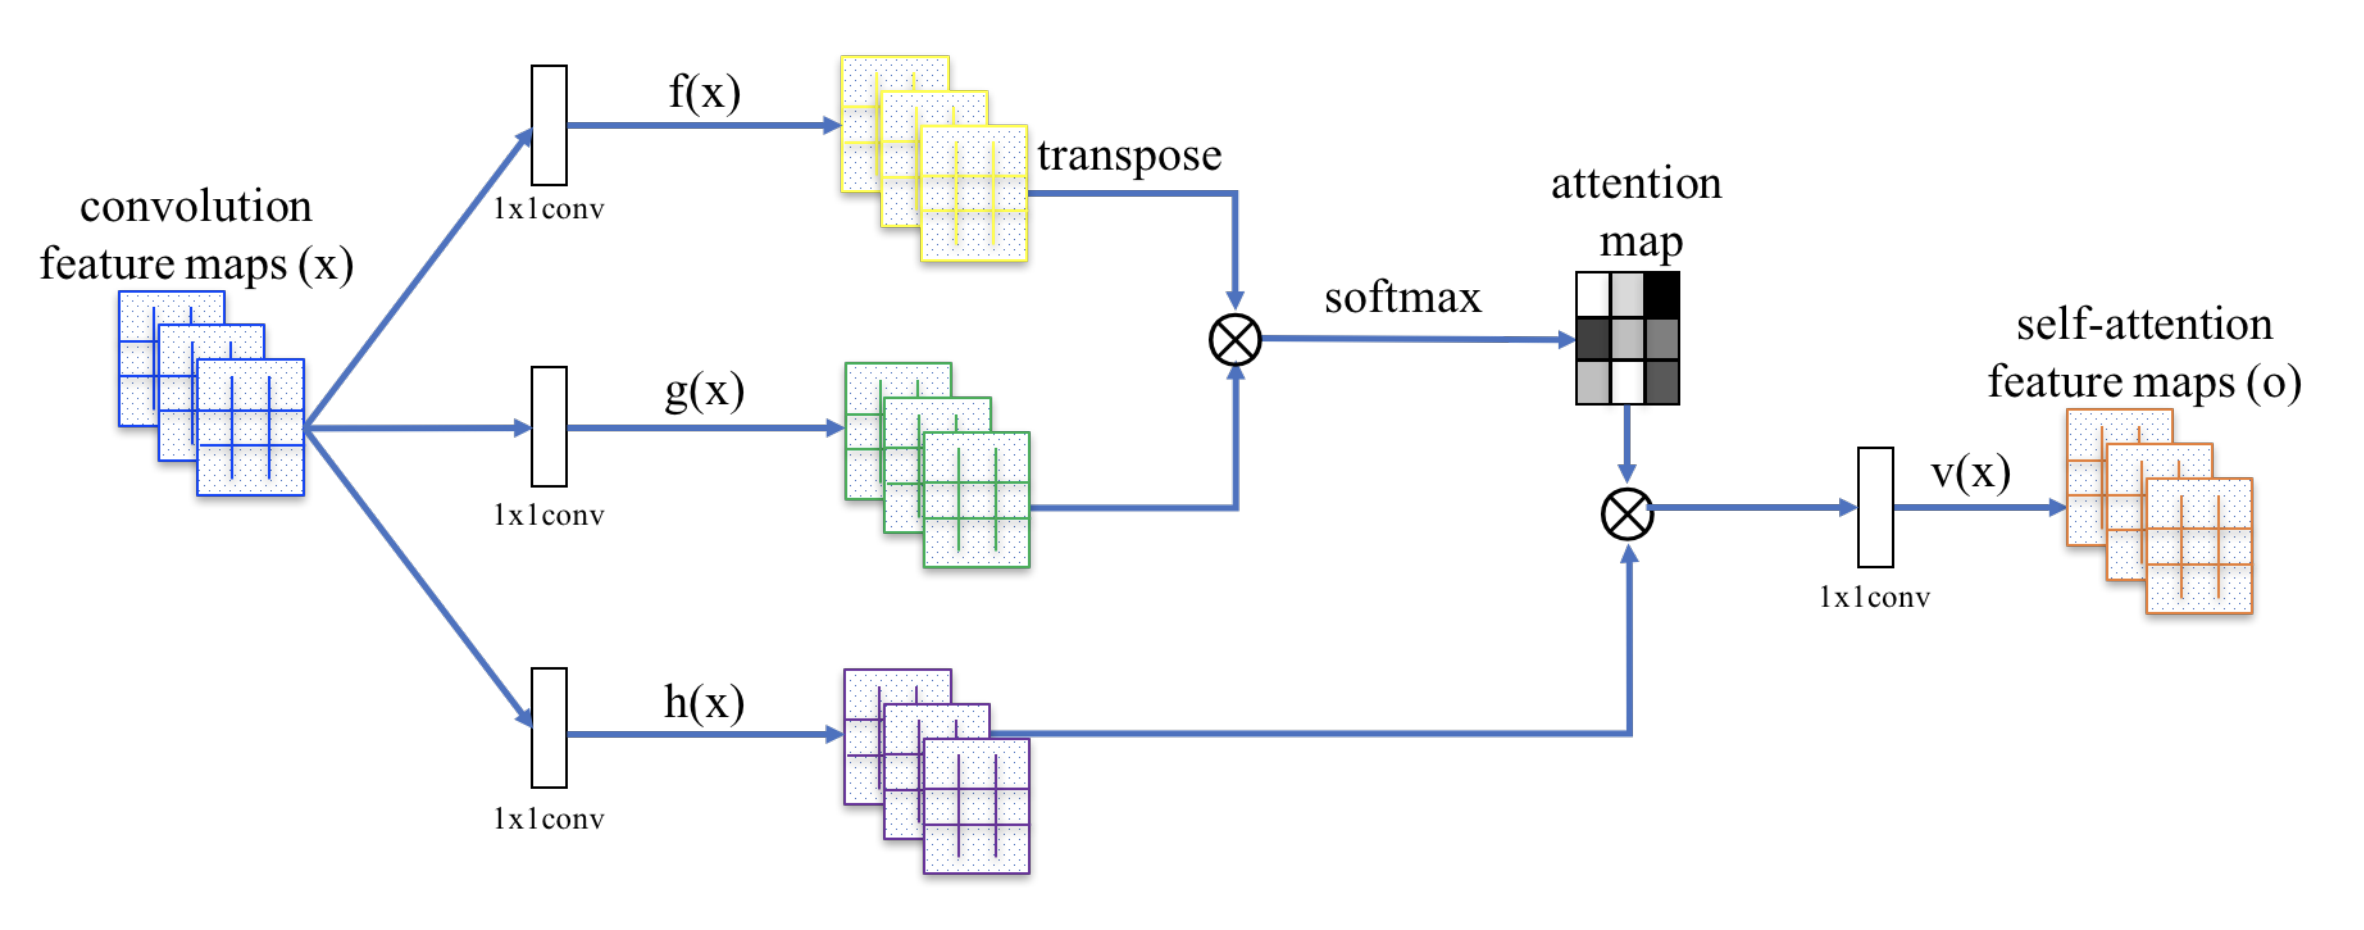 convolution
feature maps (x)
f(x)
1x1conv
transpose
g(x)
1x1conv
h(x)
1x1conv
softmax
attention
map
1x1conv
v(x)
self-attention
feature maps (o)